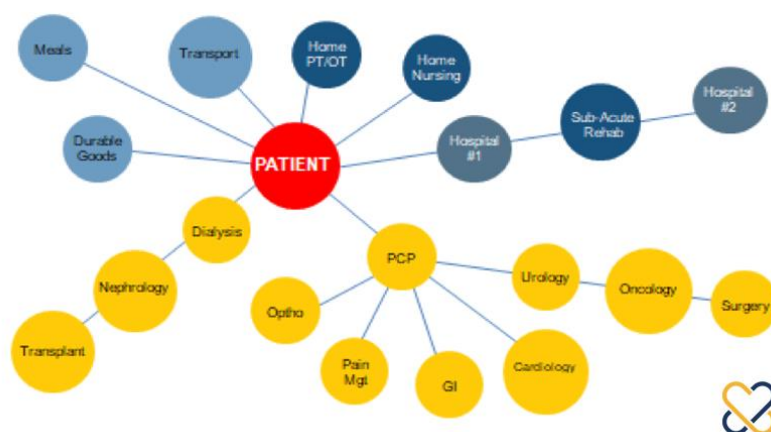 Meals
Transport
Home
PT/OT
Home
Nursing
Hospital
#2
Sub-Acute
Rehab
Hospital
#1
Durable
Goods
PATIENT
Dialysis
PCP
Nephrology
Urology
Oncology
Surgery
Optho
Transplant
Pain
Mgt
GI
Cardiology